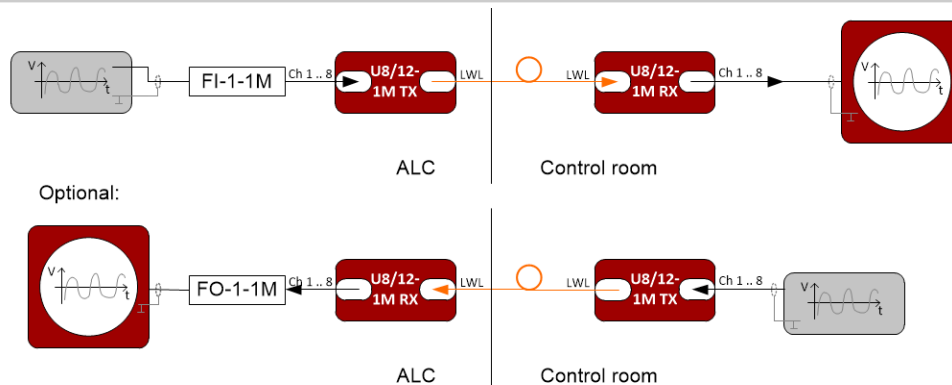 V
t
FI-1-1M
Ch 1 .. 8
U8/12-
1M TX
LWL
LWL
U8/12-
1M RX
Ch 1 .. 8
V
t
ALC
Control room
Optional:
V
t
FO-1-1M
Ch 1 .. 8
U8/12-
1M RX
LWL
LWL
U8/12-
1M TX
Ch 1 .. 8
V
t
ALC
Control room